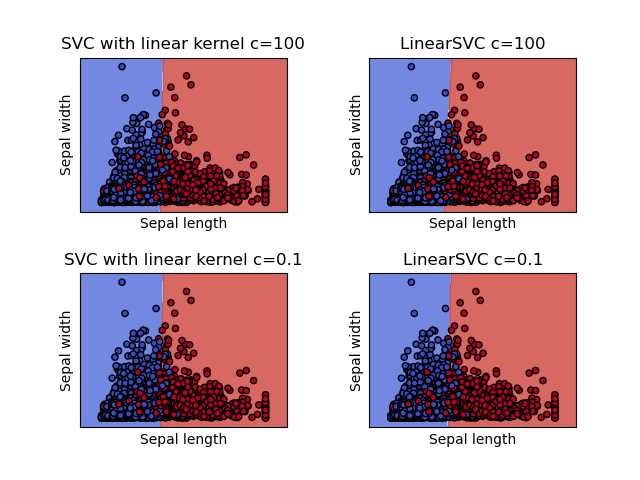 SVC with linear kernel c=100
LinearSVC c=100
Sepal width
Sepal width
Sepal length
Sepal length
SVC with linear kernel c=0.1
LinearSVC c=0.1
Sepal width
Sepal width
Sepal length
Sepal length